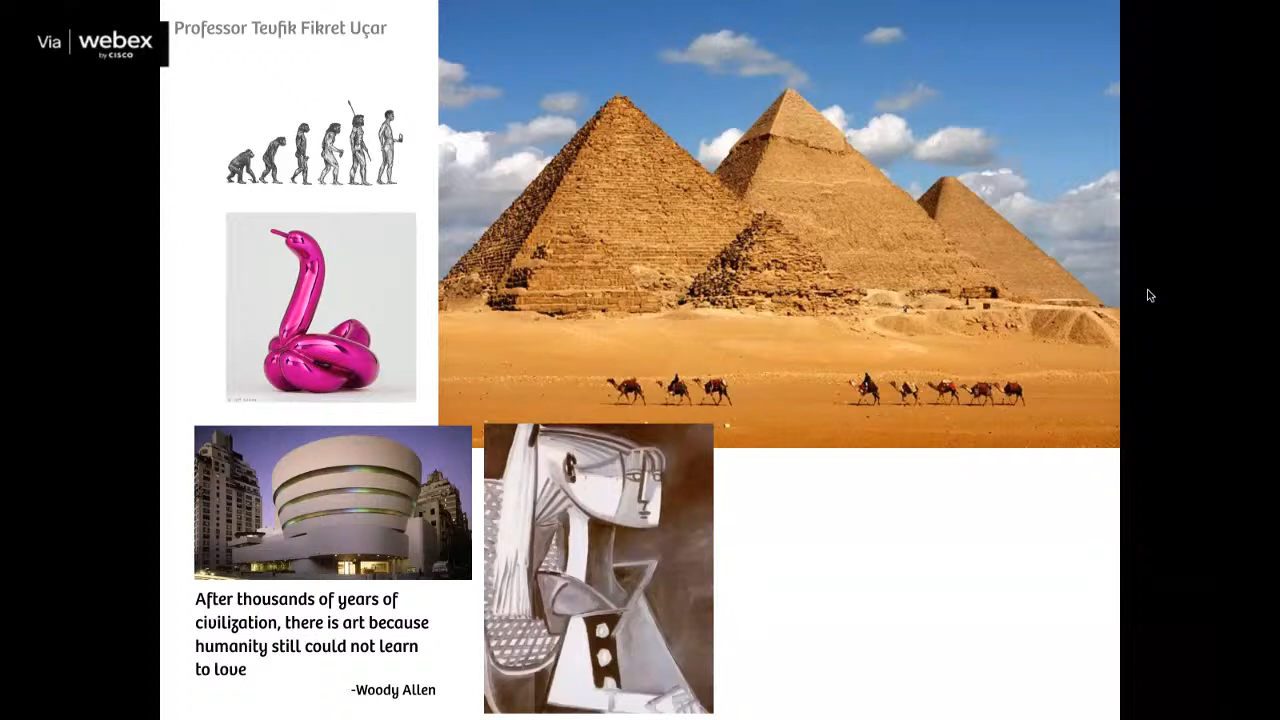 Via webex
by CISCO
Professor Tevfik Fikret Uçar
After thousands of years of
civilization, there is art because
humanity still could not learn
to love
-Woody Allen